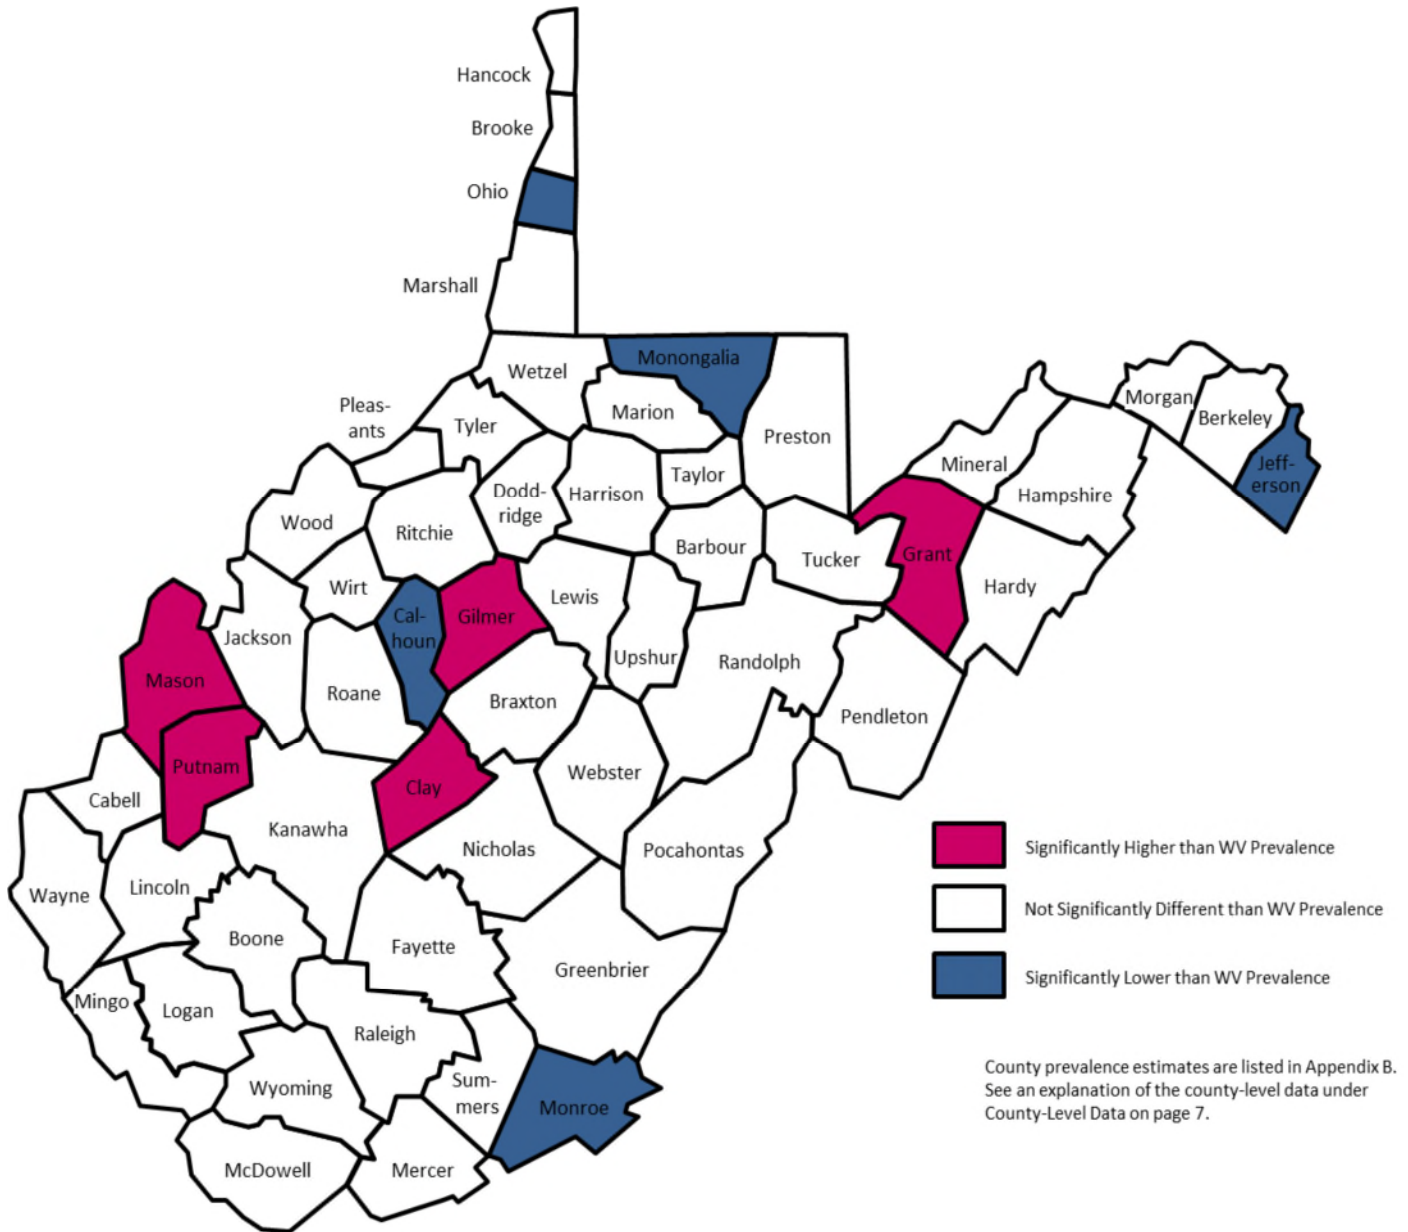 Hancock
Brooke
Ohio
Marshall
Wetzel
Monongalia
Marion
Preston
Pleas-
ants
Tyler
Morgan
Berkeley
Jeff-
erson
Mineral
Hampshire
Taylor
Dodd-
ridge
Harrison
Wood
Ritchie
Barbour
Tucker
Grant
Hardy
Wirt
Cal-
houn
Gilmer
Lewis
Jackson
Upshur
Randolph
Mason
Roane
Braxton
Pendleton
Putnam
Clay
Webster
Cabell
Kanawha
Nicholas
Pocahontas
Wayne
Lincoln
Boone
Fayette
Greenbrier
Mingo
Logan
Raleigh
Wyoming
Sum-
mers
Monroe
McDowell
Mercer
Significantly Higher than WV Prevalence
Not Significantly Different than WV Prevalence
Significantly Lower than WV Prevalence
County prevalence estimates are listed in Appendix B.
See an explanation of the county-level data under
County-Level Data on page 7.